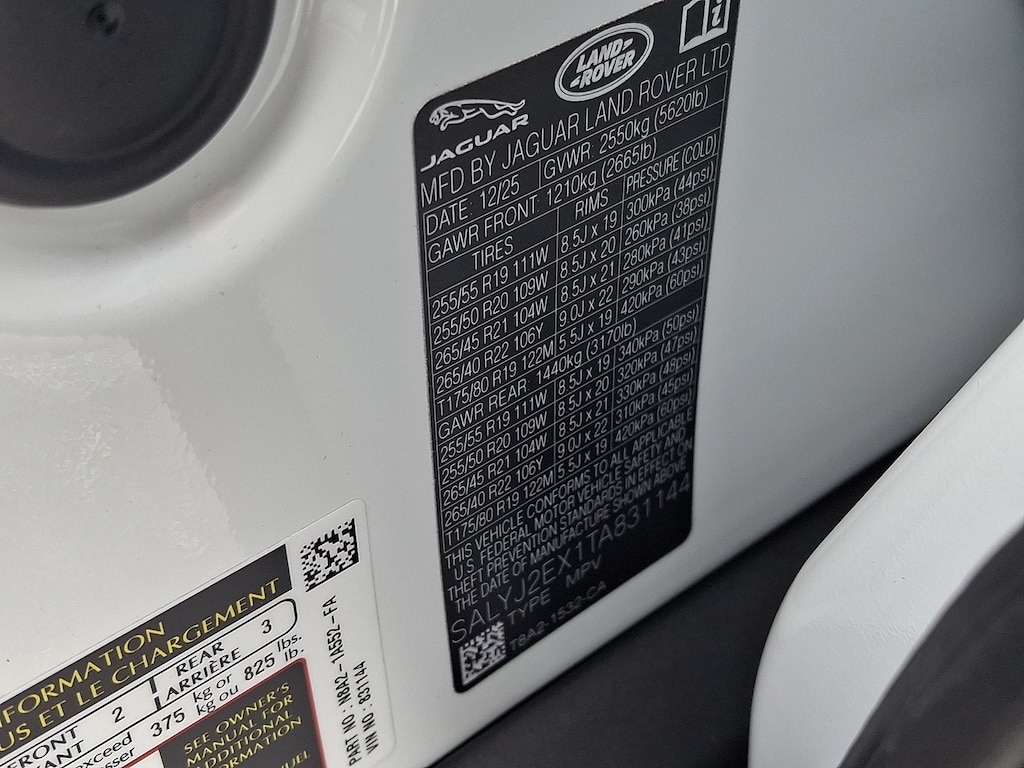 LAND-
-ROVER
i
JAGUAR
MFD BY JAGUAR LAND ROVER LTD
DATE: 12/25 GVWR: 2550kg (5620lb)
GAWR FRONT: 1210kg (2665lb)
TIRES RIMS PRESSURE (COLD)
255/55 R19 111W 8.5J x 19 300kPa (44psi)
255/50 R20 109W 8.5J x 20 260kPa (38psi)
265/45 R21 104W 8.5J x 21 280kPa (41psi)
265/40 R22 106Y 9.0J x 22 290kPa (43psi)
T175/80 R19 122M 5.5J x 19 420kPa (60psi)
GAWR REAR: 1440kg (3170lb)
255/55 R19 111W 8.5J x 19 340kPa (50psi)
255/50 R20 109W 8.5J x 20 320kPa (47psi)
265/45 R21 104W 8.5J x 21 330kPa (48psi)
265/40 R22 106Y 9.0J x 22 310kPa (45psi)
T175/80 R19 122M 5.5J x 19 420kPa (60psi)
THIS VEHICLE CONFORMS TO ALL APPLICABLE
U.S. FEDERAL MOTOR VEHICLE SAFETY AND
THEFT PREVENTION STANDARDS IN EFFECT ON
THE DATE OF MANUFACTURE SHOWN ABOVE
SALYJ2EX1TA831144
TYPE MPV
T8A2-1532-CA
FORMATION
US ET LE CHARGEMENT
FRONT 2 REAR 3
VANT ARRIÈRE
exceed 375 kg or 825 lbs.
sser kg ou lb.
SEE OWNER'S
MANUAL FOR
ADDITIONAL
FORMATION
UEL
PART NO : N8A2-1A552-FA
VIN NO : 831144